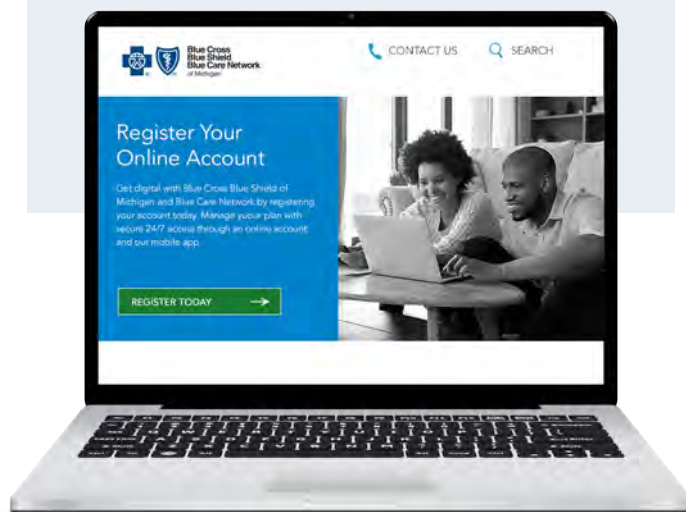 Blue Cross
Blue Shield
Blue Care Network
of Michigan
CONTACT US
SEARCH
Register Your
Online Account
Get digital with Blue Cross Blue Shield of
Michigan and Blue Care Network by registering
your account today. Manage yucur plan with
secure 24/7 access through an online account
and our mobile app.
REGISTER TODAY